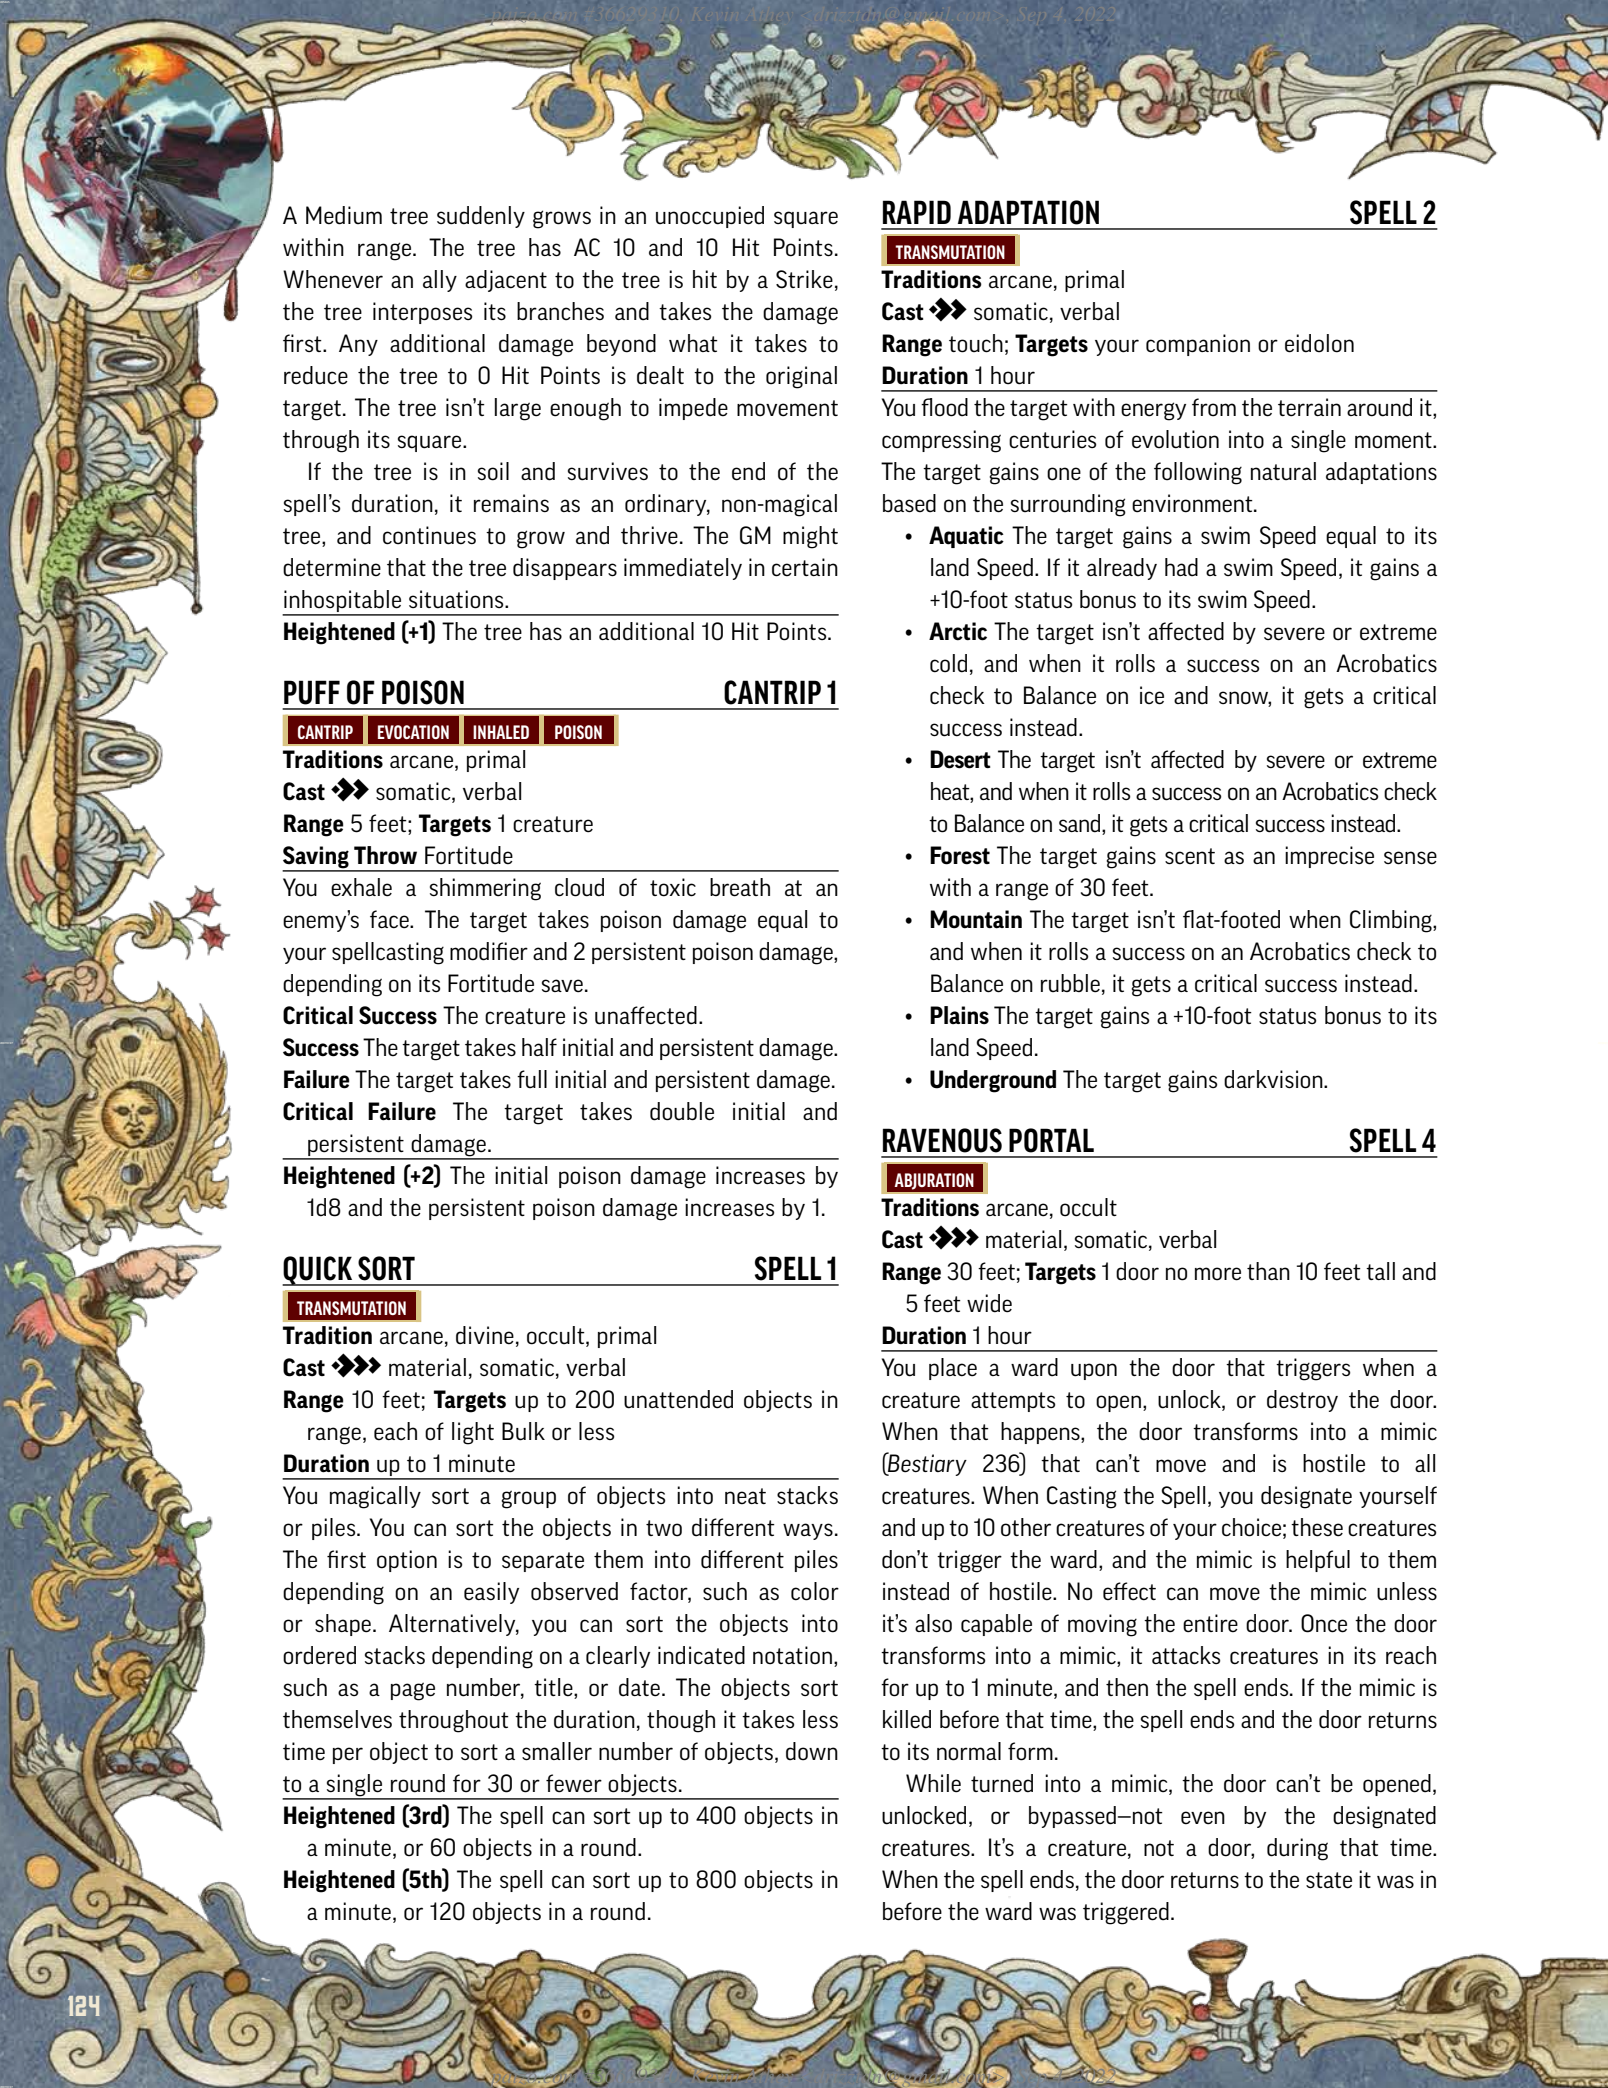 paizo.com #36629310, Kevin Athey <drizztdn@gmail.com>, Sep 4, 2022
A Medium tree suddenly grows in an unoccupied square
within range. The tree has AC 10 and 10 Hit Points.
Whenever an ally adjacent to the tree is hit by a Strike,
the tree interposes its branches and takes the damage
first. Any additional damage beyond what it takes to
reduce the tree to 0 Hit Points is dealt to the original
target. The tree isn't large enough to impede movement
through its square.
If the tree is in soil and survives to the end of the
spell's duration, it remains as an ordinary, non-magical
tree, and continues to grow and thrive. The GM might
determine that the tree disappears immediately in certain
inhospitable situations.
Heightened (+1) The tree has an additional 10 Hit Points.
PUFF OF POISON CANTRIP 1
CANTRIP EVOCATION INHALED POISON
Traditions arcane, primal
Cast somatic, verbal
Range 5 feet; Targets 1 creature
Saving Throw Fortitude
You exhale a shimmering cloud of toxic breath at an
enemy's face. The target takes poison damage equal to
your spellcasting modifier and 2 persistent poison damage,
depending on its Fortitude save.
Critical Success The creature is unaffected.
Success The target takes half initial and persistent damage.
Failure The target takes full initial and persistent damage.
Critical Failure The target takes double initial and
persistent damage.
Heightened (+2) The initial poison damage increases by
1d8 and the persistent poison damage increases by 1.
QUICK SORT SPELL 1
TRANSMUTATION
Tradition arcane, divine, occult, primal
Cast material, somatic, verbal
Range 10 feet; Targets up to 200 unattended objects in
range, each of light Bulk or less
Duration up to 1 minute
You magically sort a group of objects into neat stacks
or piles. You can sort the objects in two different ways.
The first option is to separate them into different piles
depending on an easily observed factor, such as color
or shape. Alternatively, you can sort the objects into
ordered stacks depending on a clearly indicated notation,
such as a page number, title, or date. The objects sort
themselves throughout the duration, though it takes less
time per object to sort a smaller number of objects, down
to a single round for 30 or fewer objects.
Heightened (3rd) The spell can sort up to 400 objects in
a minute, or 60 objects in a round.
Heightened (5th) The spell can sort up to 800 objects in
a minute, or 120 objects in a round.
RAPID ADAPTATION SPELL 2
TRANSMUTATION
Traditions arcane, primal
Cast somatic, verbal
Range touch; Targets your companion or eidolon
Duration 1 hour
You flood the target with energy from the terrain around it,
compressing centuries of evolution into a single moment.
The target gains one of the following natural adaptations
based on the surrounding environment.
• Aquatic The target gains a swim Speed equal to its
land Speed. If it already had a swim Speed, it gains a
+10-foot status bonus to its swim Speed.
• Arctic The target isn't affected by severe or extreme
cold, and when it rolls a success on an Acrobatics
check to Balance on ice and snow, it gets a critical
success instead.
• Desert The target isn't affected by severe or extreme
heat, and when it rolls a success on an Acrobatics check
to Balance on sand, it gets a critical success instead.
• Forest The target gains scent as an imprecise sense
with a range of 30 feet.
• Mountain The target isn't flat-footed when Climbing,
and when it rolls a success on an Acrobatics check to
Balance on rubble, it gets a critical success instead.
• Plains The target gains a +10-foot status bonus to its
land Speed.
• Underground The target gains darkvision.
RAVENOUS PORTAL SPELL 4
ABJURATION
Traditions arcane, occult
Cast material, somatic, verbal
Range 30 feet; Targets 1 door no more than 10 feet tall and
5 feet wide
Duration 1 hour
You place a ward upon the door that triggers when a
creature attempts to open, unlock, or destroy the door.
When that happens, the door transforms into a mimic
(Bestiary 236) that can't move and is hostile to all
creatures. When Casting the Spell, you designate yourself
and up to 10 other creatures of your choice; these creatures
don't trigger the ward, and the mimic is helpful to them
instead of hostile. No effect can move the mimic unless
it's also capable of moving the entire door. Once the door
transforms into a mimic, it attacks creatures in its reach
for up to 1 minute, and then the spell ends. If the mimic is
killed before that time, the spell ends and the door returns
to its normal form.
While turned into a mimic, the door can't be opened,
unlocked, or bypassed—not even by the designated
creatures. It's a creature, not a door, during that time.
When the spell ends, the door returns to the state it was in
before the ward was triggered.
124